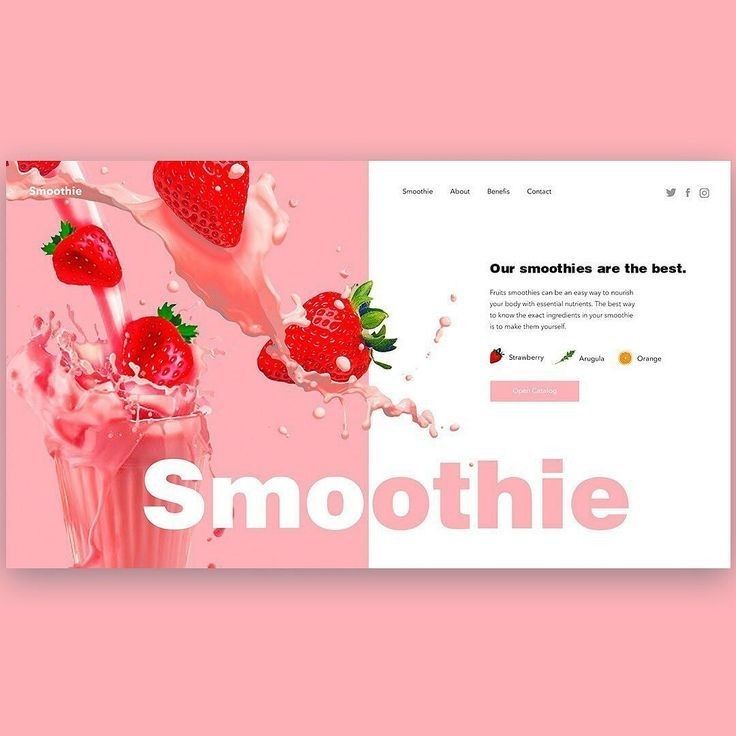 Smoothie
Smoothie About Benefis Contact
Our smoothies are the best.
Fruits smoothies can be an easy way to nourish
your body with essential nutrients. The best way
to know the exact ingredients in your smoothie
is to make them yourself.
Strawberry Arugula Orange
Open Catalog
Smoothie